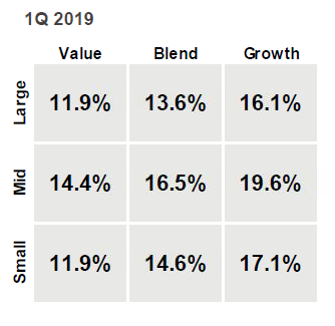 1Q 2019
Value Blend Growth
Large 11.9% 13.6% 16.1%
Mid 14.4% 16.5% 19.6%
Small 11.9% 14.6% 17.1%